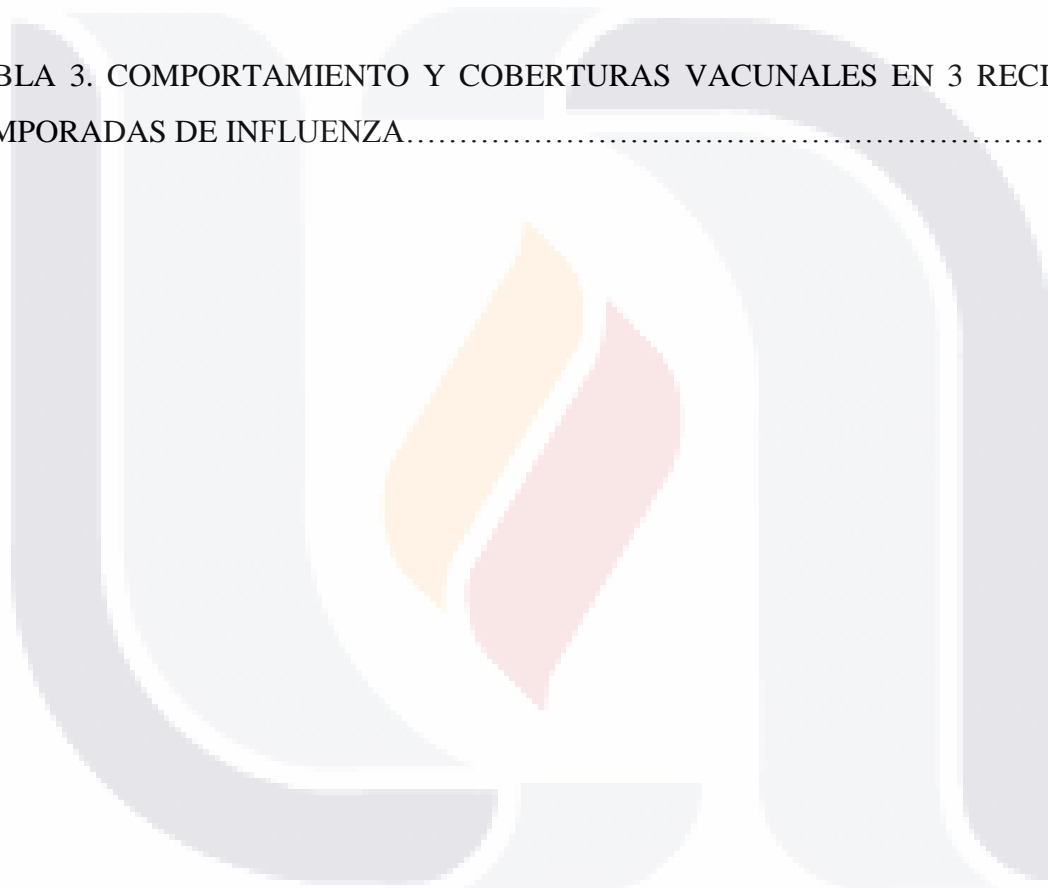 BLA 3. COMPORTAMIENTO Y COBERTURAS VACUNALES EN 3 RECI
MPORADAS DE INFLUENZA……………………………………………………